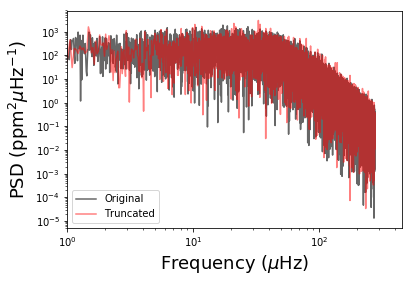 PSD (ppm²μHz⁻¹)
10³
10²
10¹
10⁰
10⁻¹
10⁻²
10⁻³
10⁻⁴
10⁻⁵
Original
Truncated
10⁰ 10¹ 10²
Frequency (μHz)